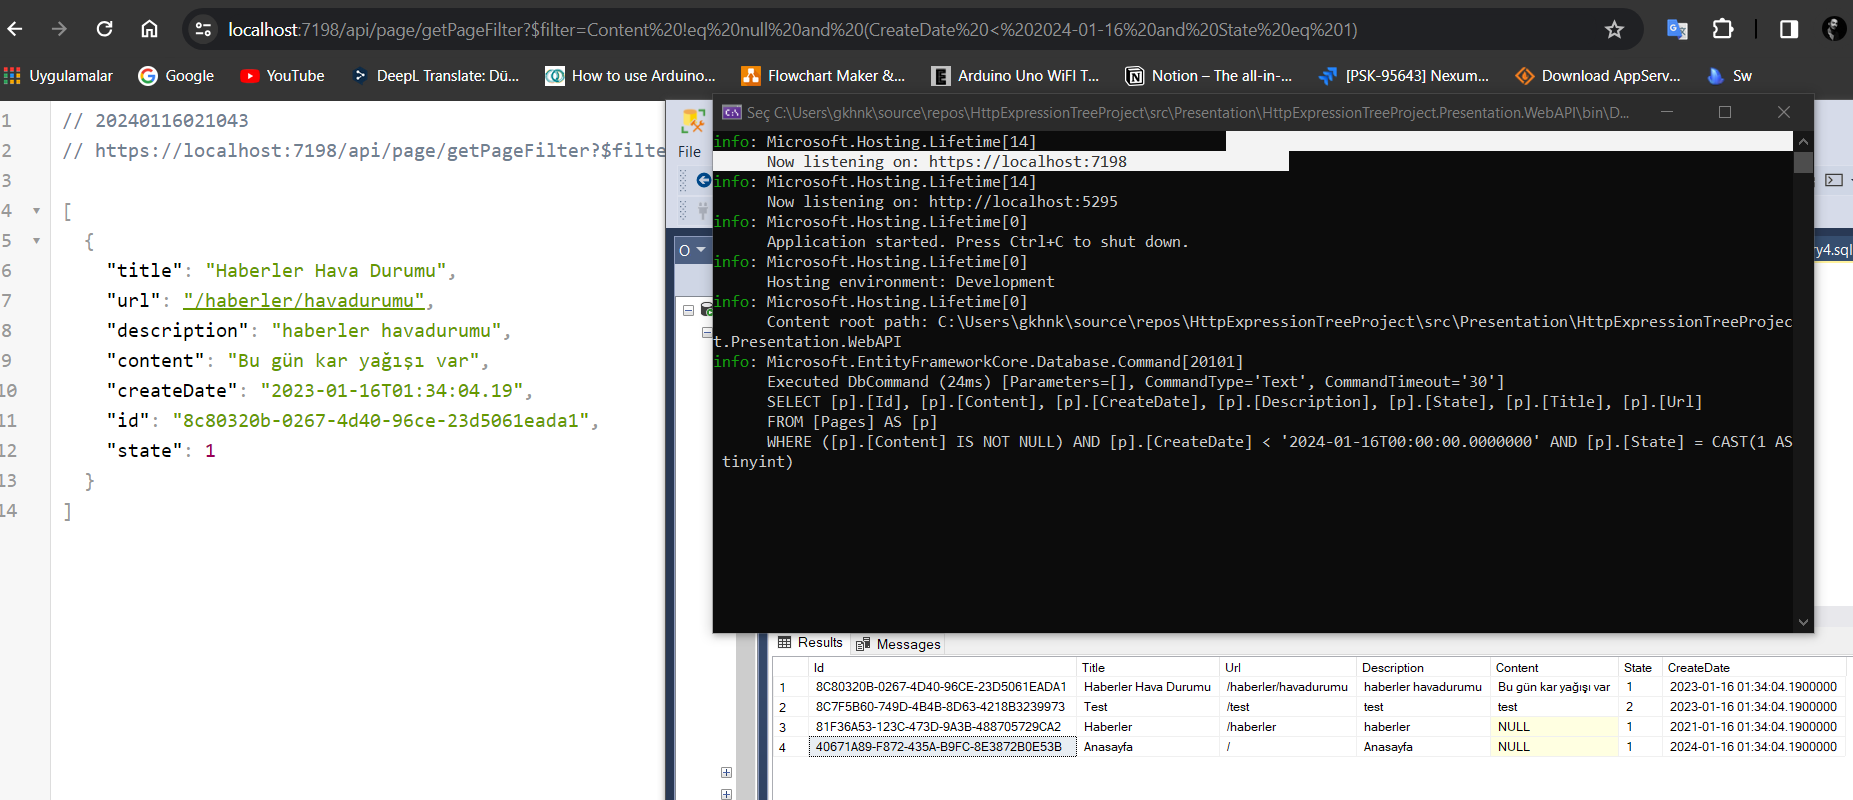 localhost:7198/api/page/getPageFilter?$filter=Content%20!eq%20null%20and%20(CreateDate%20<%202024-01-16%20and%20State%20eq%201)
Uygulamalar Google YouTube DeepL Translate: Dü... How to use Arduino... Flowchart Maker &... Arduino Uno WiFI T... Notion – The all-in-... [PSK-95643] Nexum... Download AppServ... Sw
1 // 20240116021043
2 // https://localhost:7198/api/page/getPageFilter?$filte
3
4 [
5 {
6 "title": "Haberler Hava Durumu",
7 "url": "/haberler/havadurumu",
8 "description": "haberler havadurumu",
9 "content": "Bu gün kar yağışı var",
10 "createDate": "2023-01-16T01:34:04.19",
11 "id": "8c80320b-0267-4d40-96ce-23d5061eada1",
12 "state": 1
13 }
14 ]
File
O
ry4.sql
Seç C:\Users\gkhnk\source\repos\HttpExpressionTreeProject\src\Presentation\HttpExpressionTreeProject.Presentation.WebAPI\bin\D...
info: Microsoft.Hosting.Lifetime[14]
Now listening on: https://localhost:7198
info: Microsoft.Hosting.Lifetime[14]
Now listening on: http://localhost:5295
info: Microsoft.Hosting.Lifetime[0]
Application started. Press Ctrl+C to shut down.
info: Microsoft.Hosting.Lifetime[0]
Hosting environment: Development
info: Microsoft.Hosting.Lifetime[0]
Content root path: C:\Users\gkhnk\source\repos\HttpExpressionTreeProject\src\Presentation\HttpExpressionTreeProjec
t.Presentation.WebAPI
info: Microsoft.EntityFrameworkCore.Database.Command[20101]
Executed DbCommand (24ms) [Parameters=[], CommandType='Text', CommandTimeout='30']
SELECT [p].[Id], [p].[Content], [p].[CreateDate], [p].[Description], [p].[State], [p].[Title], [p].[Url]
FROM [Pages] AS [p]
WHERE ([p].[Content] IS NOT NULL) AND [p].[CreateDate] < '2024-01-16T00:00:00.0000000' AND [p].[State] = CAST(1 AS
tinyint)
Results Messages
Id Title Url Description Content State CreateDate
1 8C80320B-0267-4D40-96CE-23D5061EADA1 Haberler Hava Durumu /haberler/havadurumu haberler havadurumu Bu gün kar yağışı var 1 2023-01-16 01:34:04.1900000
2 8C7F5B60-749D-4B4B-8D63-4218B3239973 Test /test test test 2 2023-01-16 01:34:04.1900000
3 81F36A53-123C-473D-9A3B-488705729CA2 Haberler /haberler haberler NULL 1 2021-01-16 01:34:04.1900000
4 40671A89-F872-435A-B9FC-8E3872B0E53B Anasayfa / Anasayfa NULL 1 2024-01-16 01:34:04.1900000